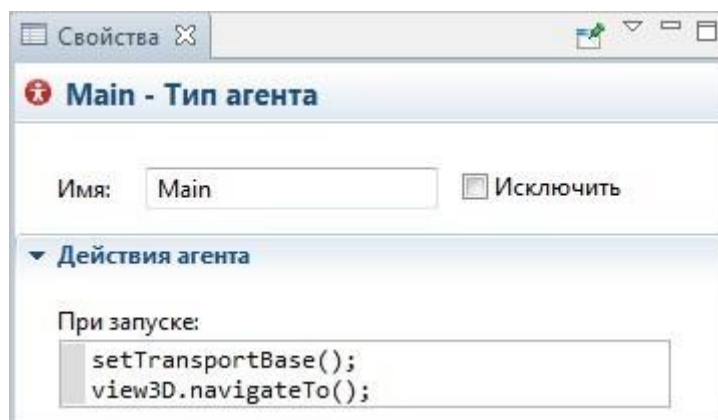 Свойства
Main - Тип агента
Имя: Main Исключить
Действия агента
При запуске:
setTransportBase();
view3D.navigateTo();